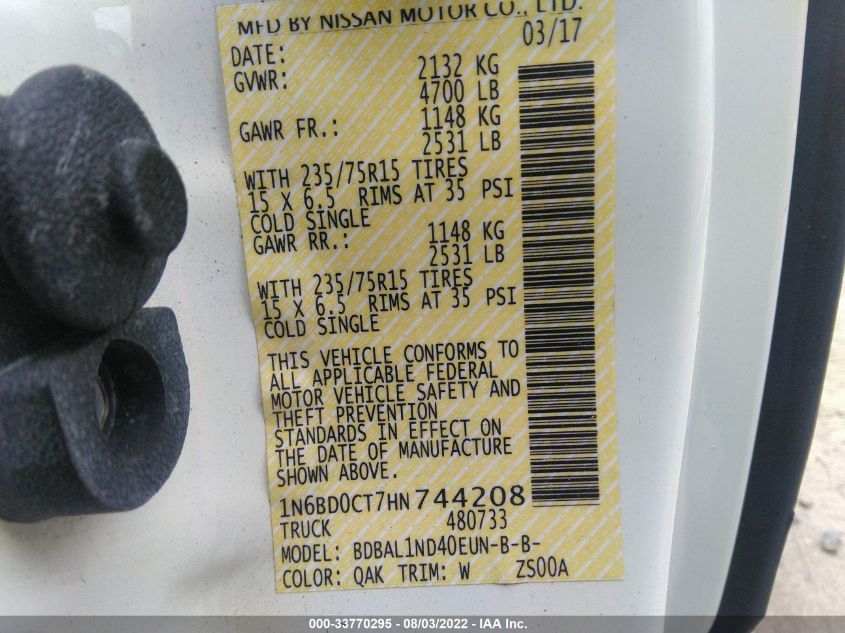 MFD BY NISSAN MOTOR CO., LTD.
DATE: 03/17
GVWR: 2132 KG
4700 LB
GAWR FR.: 1148 KG
2531 LB
WITH 235/75R15 TIRES
15 X 6.5 RIMS AT 35 PSI
COLD SINGLE
GAWR RR.: 1148 KG
2531 LB
WITH 235/75R15 TIRES
15 X 6.5 RIMS AT 35 PSI
COLD SINGLE
THIS VEHICLE CONFORMS TO
ALL APPLICABLE FEDERAL
MOTOR VEHICLE SAFETY AND
THEFT PREVENTION
STANDARDS IN EFFECT ON
THE DATE OF MANUFACTURE
SHOWN ABOVE.
1N6BD0CT7HN744208
TRUCK 480733
MODEL: BDBAL1ND40EUN-B-B-
COLOR: QAK TRIM: W ZS00A
000-33770295 - 08/03/2022 - IAA Inc.